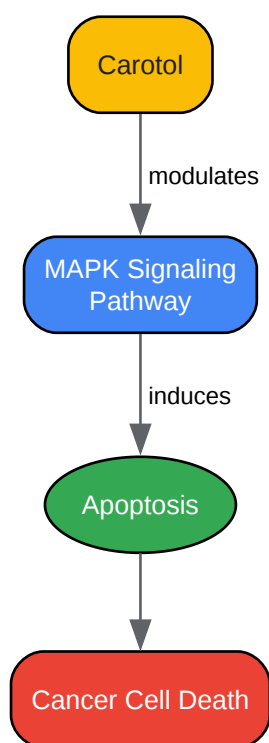 Carotol
modulates
MAPK Signaling
Pathway
induces
Apoptosis
Cancer Cell Death